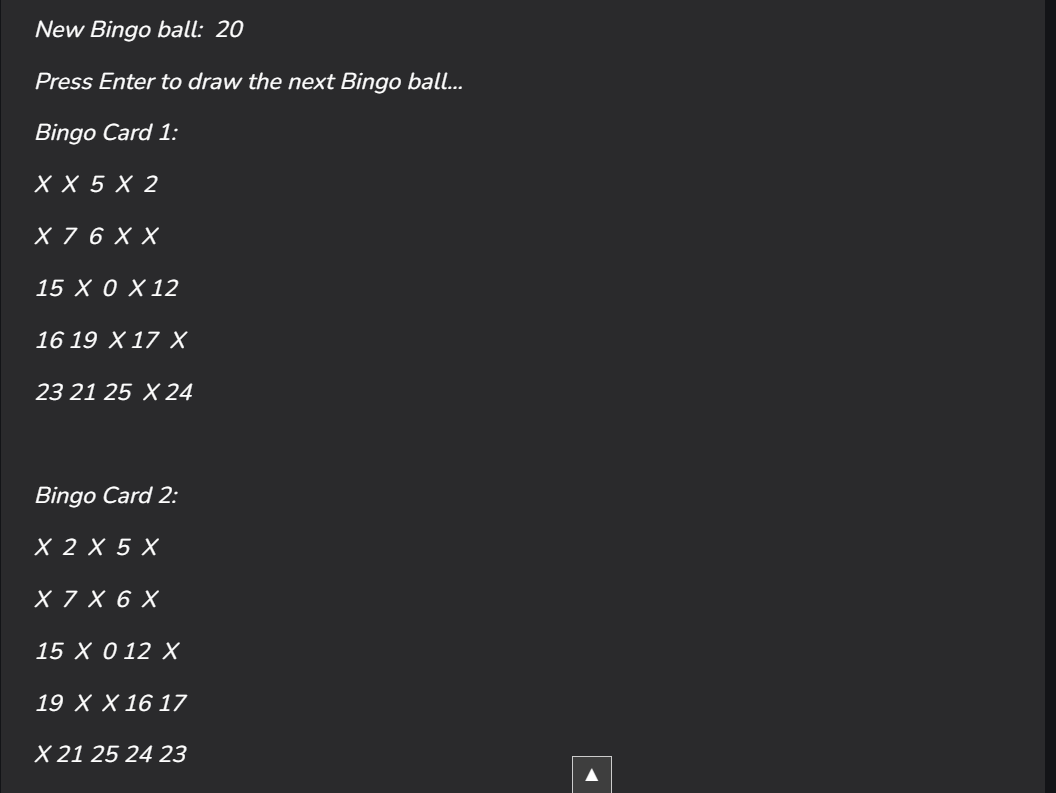 New Bingo ball: 20
Press Enter to draw the next Bingo ball...
Bingo Card 1:
X X 5 X 2
X 7 6 X X
15 X 0 X 12
16 19 X 17 X
23 21 25 X 24
Bingo Card 2:
X 2 X 5 X
X 7 X 6 X
15 X 0 12 X
19 X X 16 17
X 21 25 24 23